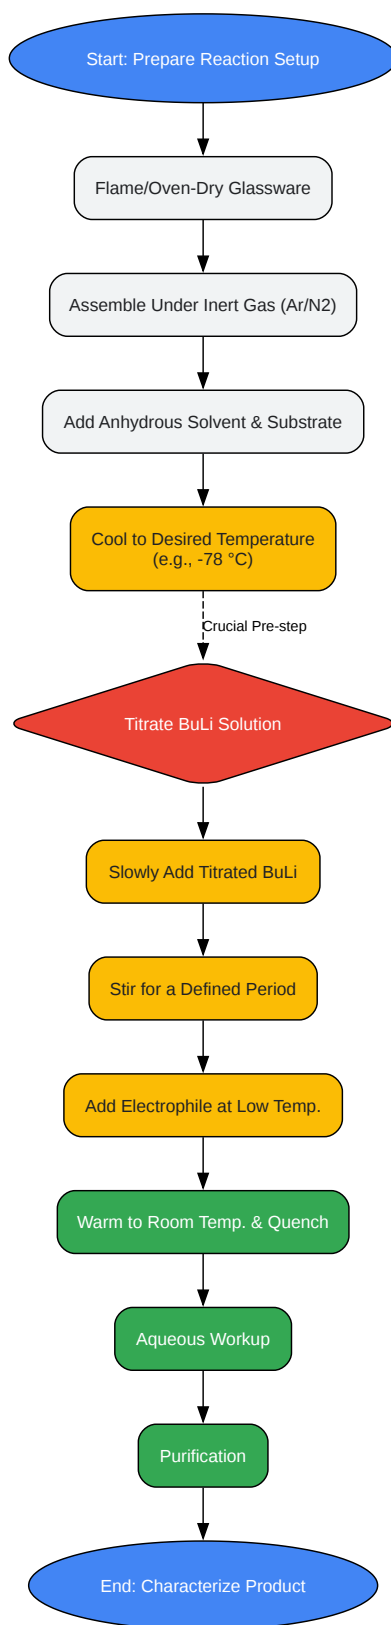 Start: Prepare Reaction Setup
Flame/Oven-Dry Glassware
Assemble Under Inert Gas (Ar/N2)
Add Anhydrous Solvent & Substrate
Cool to Desired Temperature
(e.g., -78 °C)
Crucial Pre-step
Titrate BuLi Solution
Slowly Add Titrated BuLi
Stir for a Defined Period
Add Electrophile at Low Temp.
Warm to Room Temp. & Quench
Aqueous Workup
Purification
End: Characterize Product